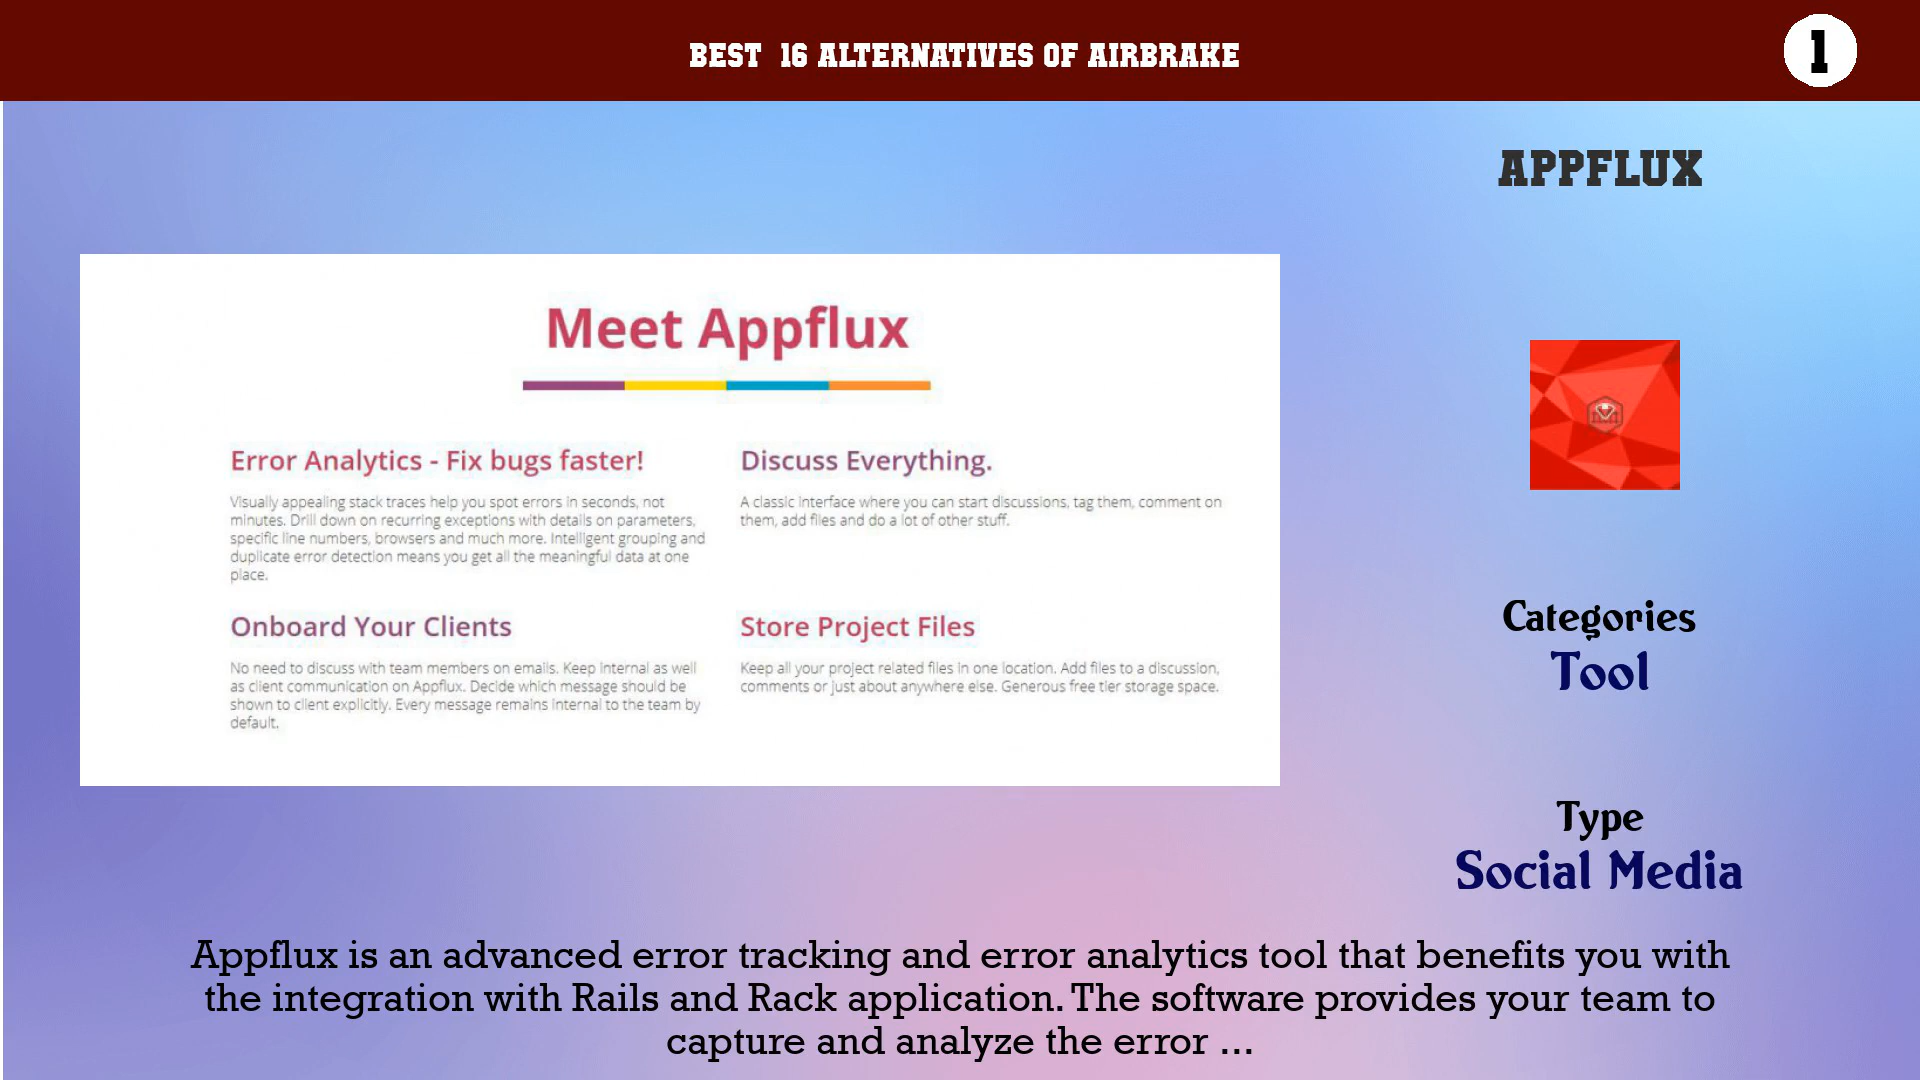 BEST 16 ALTERNATIVES OF AIRBRAKE
1
APPFLUX
Meet Appflux
Error Analytics - Fix bugs faster!
Visually appealing stack traces help you spot errors in seconds, not
minutes. Drill down on recurring exceptions with details on parameters,
specific line numbers, browsers and much more. Intelligent grouping and
duplicate error detection means you get all the meaningful data at one
place.
Discuss Everything.
A classic interface where you can start discussions, tag them, comment on
them, add files and do a lot of other stuff.
Onboard Your Clients
No need to discuss with team members on emails. Keep internal as well
as client communication on Appflux. Decide which message should be
shown to client explicitly. Every message remains internal to the team by
default.
Store Project Files
Keep all your project related files in one location. Add files to a discussion,
comments or just about anywhere else. Generous free tier storage space.
Categories
Tool
Type
Social Media
Appflux is an advanced error tracking and error analytics tool that benefits you with
the integration with Rails and Rack application. The software provides your team to
capture and analyze the error ...